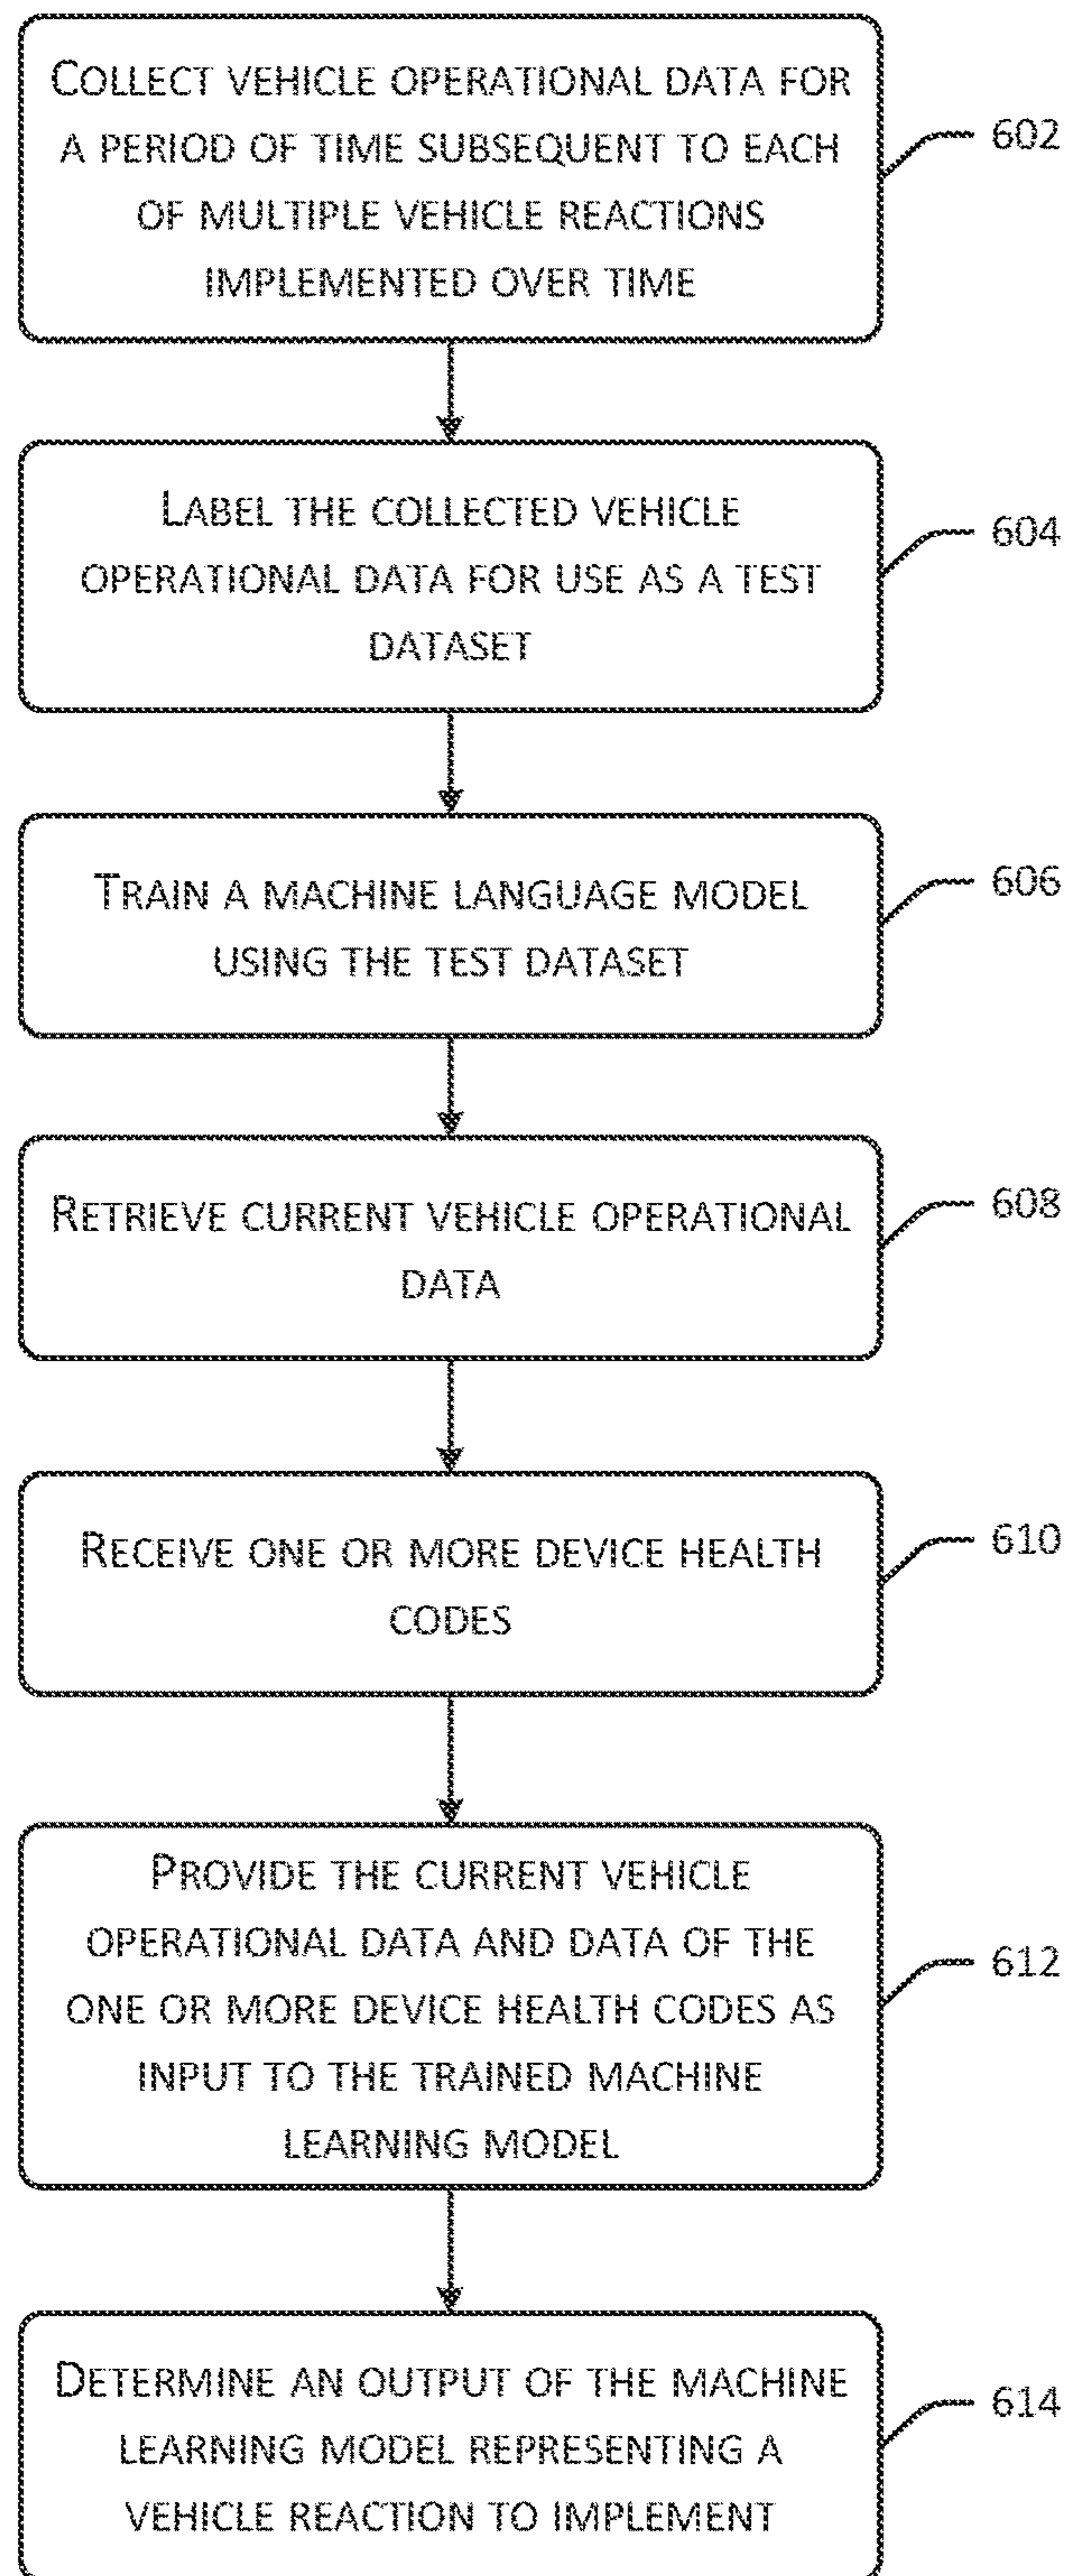 COLLECT VEHICLE OPERATIONAL DATA FOR
A PERIOD OF TIME SUBSEQUENT TO EACH
OF MULTIPLE VEHICLE REACTIONS
IMPLEMENTED OVER TIME
602
LABEL THE COLLECTED VEHICLE
OPERATIONAL DATA FOR USE AS A TEST
DATASET
604
TRAIN A MACHINE LANGUAGE MODEL
USING THE TEST DATASET
606
RETRIEVE CURRENT VEHICLE OPERATIONAL
DATA
608
RECEIVE ONE OR MORE DEVICE HEALTH
CODES
610
PROVIDE THE CURRENT VEHICLE
OPERATIONAL DATA AND DATA OF THE
ONE OR MORE DEVICE HEALTH CODES AS
INPUT TO THE TRAINED MACHINE
LEARNING MODEL
612
DETERMINE AN OUTPUT OF THE MACHINE
LEARNING MODEL REPRESENTING A
VEHICLE REACTION TO IMPLEMENT
614